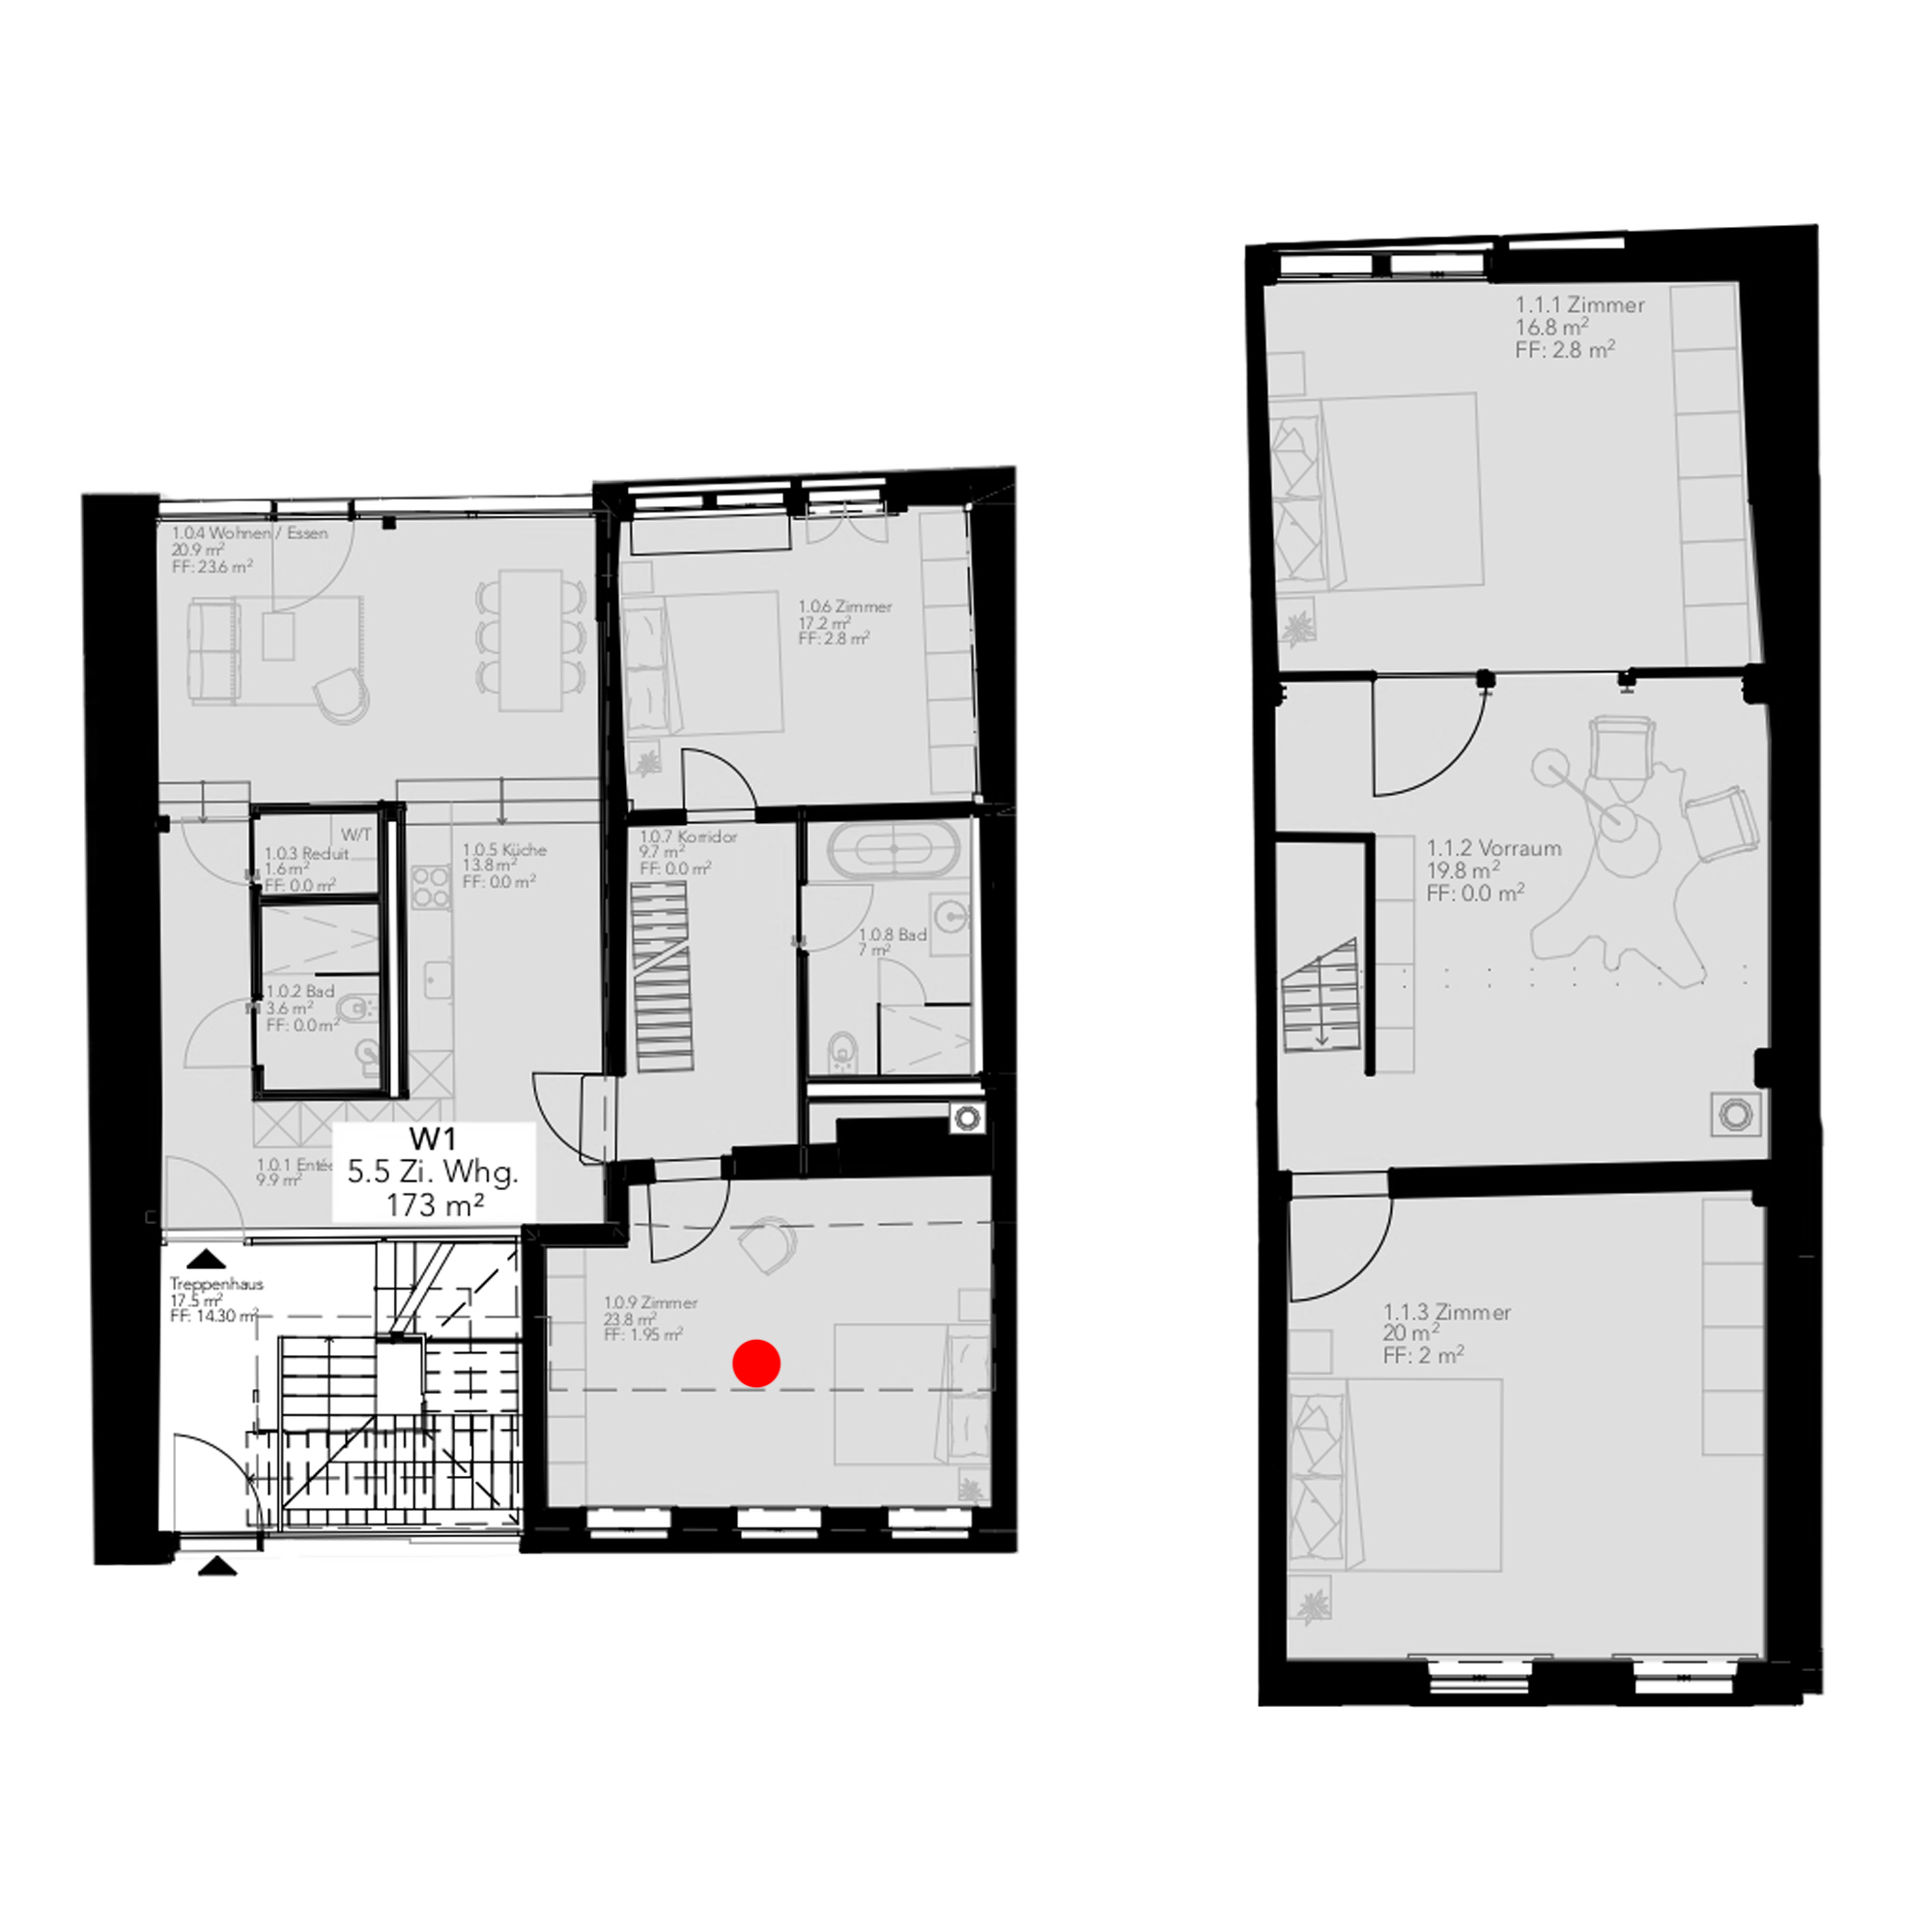 1.0.4 Wohnen / Essen
20.9 m²
FF: 23.6 m²
1.0.6 Zimmer
17.2 m²
FF: 2.8 m²
W/T
1.0.3 Reduit
1.6 m²
FF: 0.0 m²
1.0.5 Küche
13.8 m²
FF: 0.0 m²
1.0.7 Korridor
9.7 m²
FF: 0.0 m²
1.0.8 Bad
7 m²
1.0.2 Bad
3.6 m²
FF: 0.0 m²
1.0.1
9.9 m²
W1
5.5 Zi. Whg.
173 m²
Treppenhaus
17.5 m²
FF: 14.30 m²
1.0.9 Zimmer
23.8 m²
FF: 1.95 m²
1.1.1 Zimmer
16.8 m²
FF: 2.8 m²
1.1.2 Vorraum
19.8 m²
FF: 0.0 m²
1.1.3 Zimmer
20 m²
FF: 2 m²